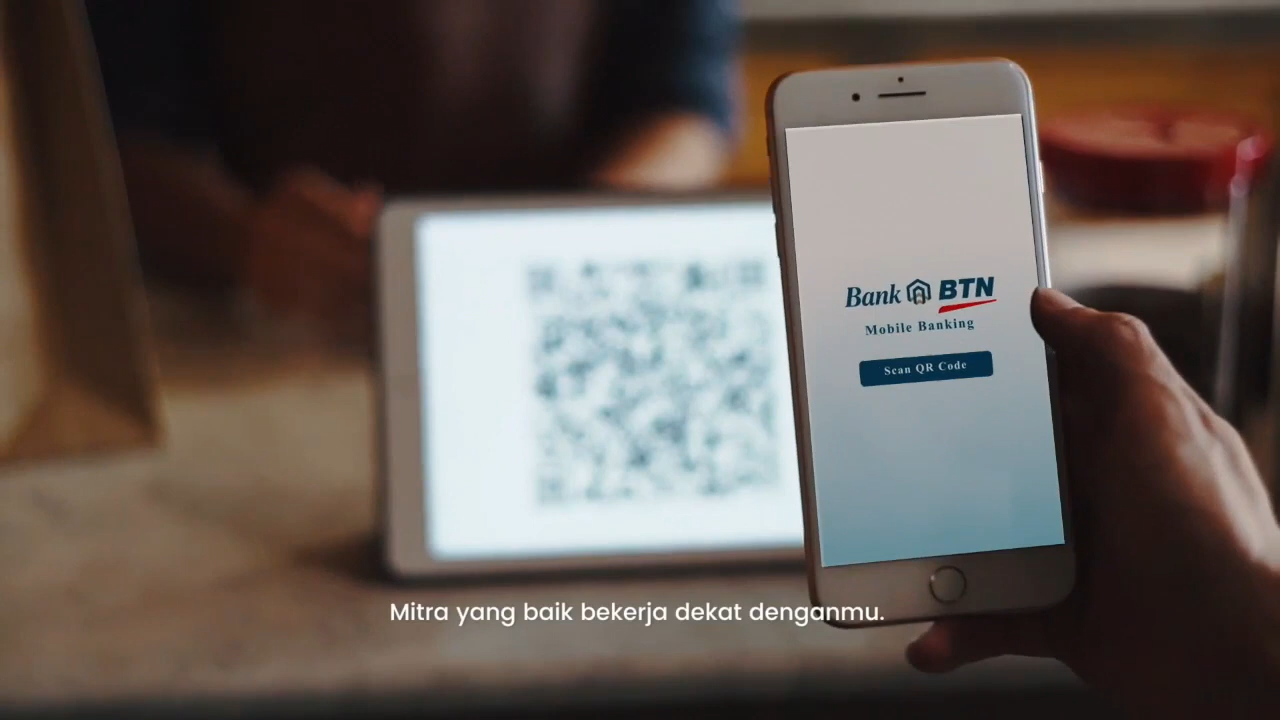 Bank BTN
Mobile Banking
Scan QR Code
Mitra yang baik bekerja dekat denganmu.